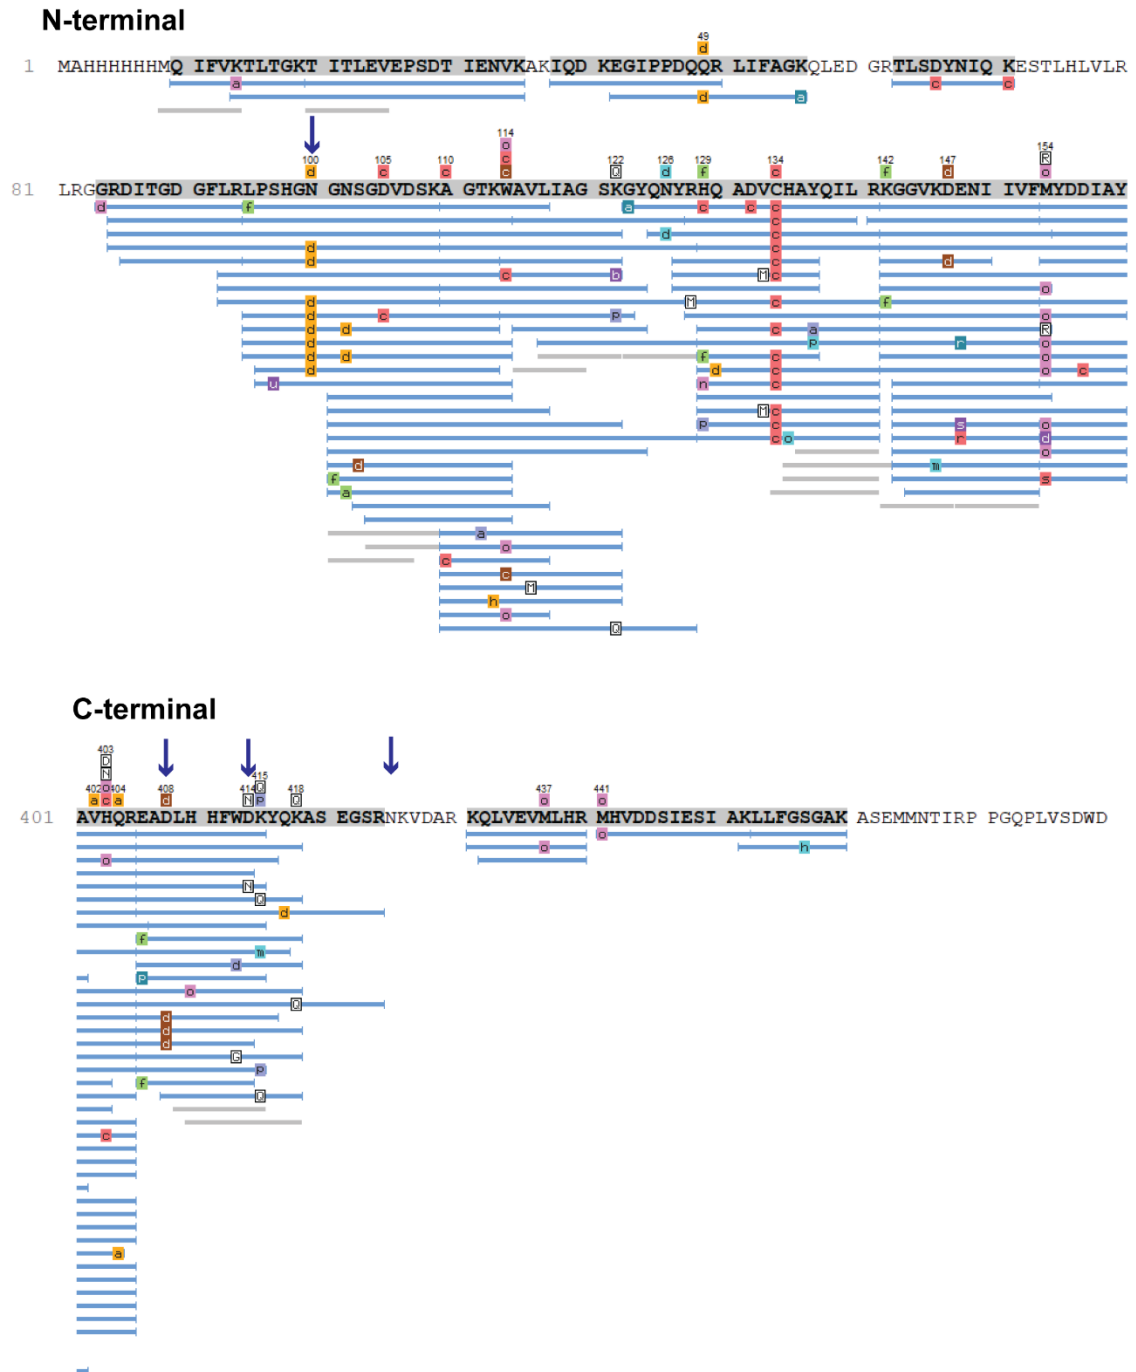 N-terminal
49
d
1 MAHHHHHHMQ IFVKTLTGKT ITLEVEPSDT IENVKAKIQD KEGIPPDQQR LIFAGKQLED GRTLSDYNIQ KESTLHLVLR
a c c
d a
114
o 154
100 105 110 c 122 126 129 134 142 147 R
d c c c Q d f c f d o
81 LRGGRDITGD GFLRLPSHGN GNSGDVDSKA GTKWAVLIAG SKGYQNYRHQ ADVCHAYQIL RKGGVKDENI IVFMYDDIAY
d f a c c c
c
d c
d c
d c d
c b M c
c o
d M c f
d c P o
d d c a R
d P r o
d d f c o
d d c o c
u n c
M c
P c s o
c o r d
o
d m
f s
a
a
o
c
c
M
h
o
Q
C-terminal
403
D
N 415
402 o 404 408 414 Q 418 437 441
a c a d N P Q o o
401 AVHQREADLH HFWDKYQKAS EGSRNKVDAR KQLVEVMLHR MHVDDSIESI AKLLFGSGAK ASEMMNTIRP PGQPLVSDWD
o
o h
o
N
Q
d
f
m
d
P
o
Q
d
d
d
G
P
f
Q
c
a